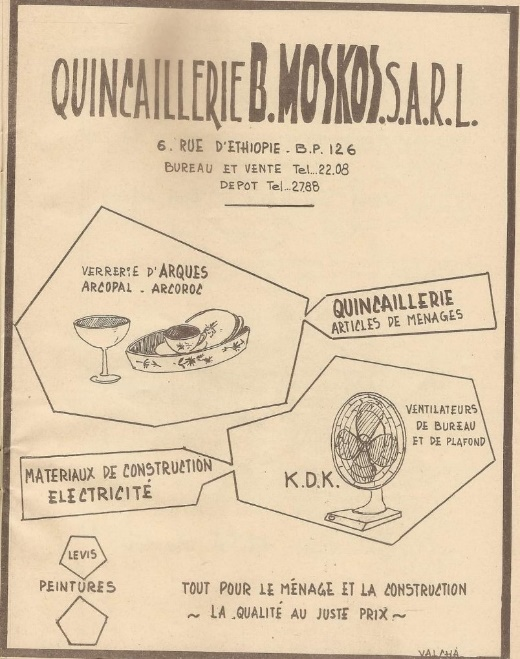 QUINCAILLERIE B. MOSKOS. S.A.R.L.
6. RUE D'ETHIOPIE - B.P. 126
BUREAU ET VENTE Tel...22.08
DEPOT Tel...27.88
VERRERIE D'ARQUES
ARCOPAL - ARCOROC
QUINCAILLERIE
ARTICLES DE MENAGES
VENTILATEURS
DE BUREAU
ET DE PLAFOND
K.D.K.
MATERIAUX DE CONSTRUCTION
ELECTRICITÉ
LEVIS
PEINTURES
TOUT POUR LE MÉNAGE ET LA CONSTRUCTION
~ LA QUALITÉ AU JUSTE PRIX ~
VALCHÀ